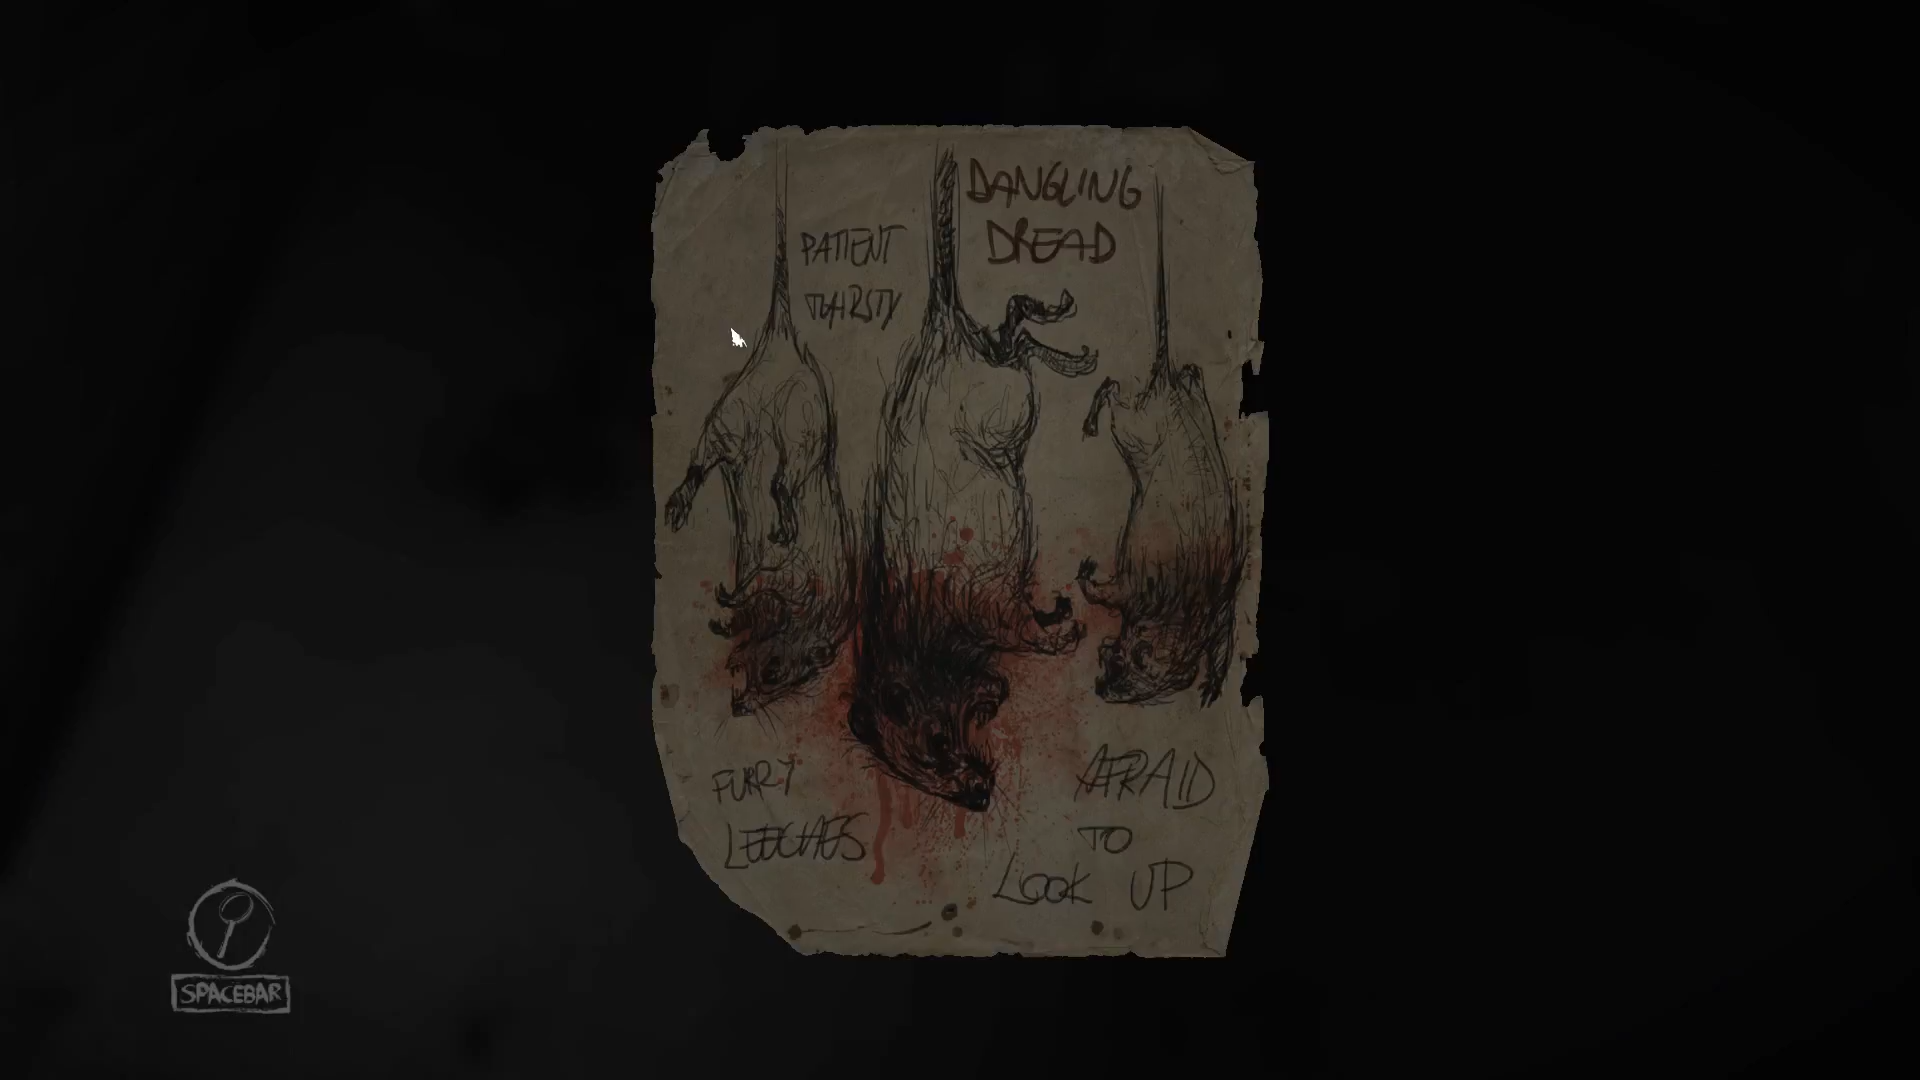 DANGLING
DREAD
PATIENT
THIRSTY
FURRY
LEECHES
AFRAID
TO
LOOK UP
SPACEBAR